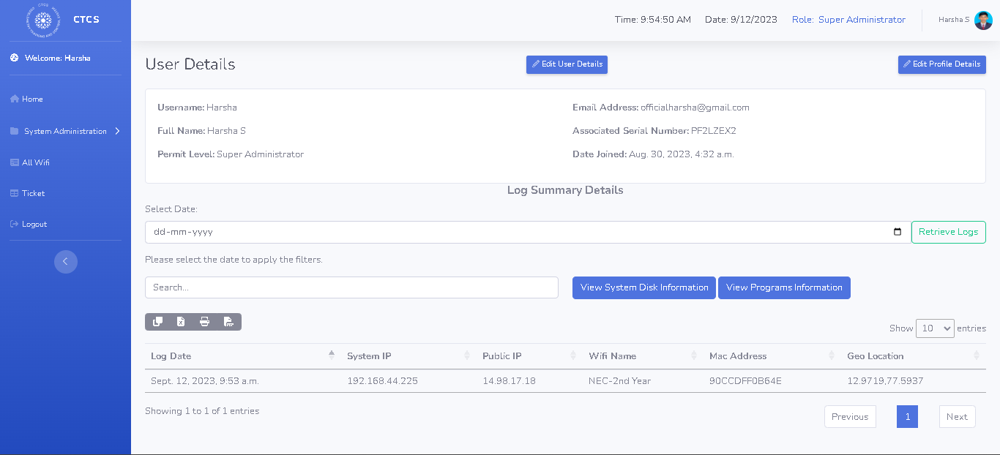 CTCS
Time: 9:54:50 AM Date: 9/12/2023 Role: Super Administrator Harsha S
Welcome: Harsha
Home
System Administration
All Wifi
Ticket
Logout
User Details
Edit User Details
Edit Profile Details
Username: Harsha
Email Address: officialharsha@gmail.com
Full Name: Harsha S
Associated Serial Number: PF2LZEX2
Permit Level: Super Administrator
Date Joined: Aug. 30, 2023, 4:32 a.m.
Log Summary Details
Select Date:
dd-mm-yyyy
Retrieve Logs
Please select the date to apply the filters.
Search...
View System Disk Information
View Programs Information
Show 10 entries
Log Date System IP Public IP Wifi Name Mac Address Geo Location
Sept. 12, 2023, 9:53 a.m. 192.168.44.225 14.98.17.18 NEC-2nd Year 90CCDFF0B64E 12.9719,77.5937
Showing 1 to 1 of 1 entries
Previous 1 Next